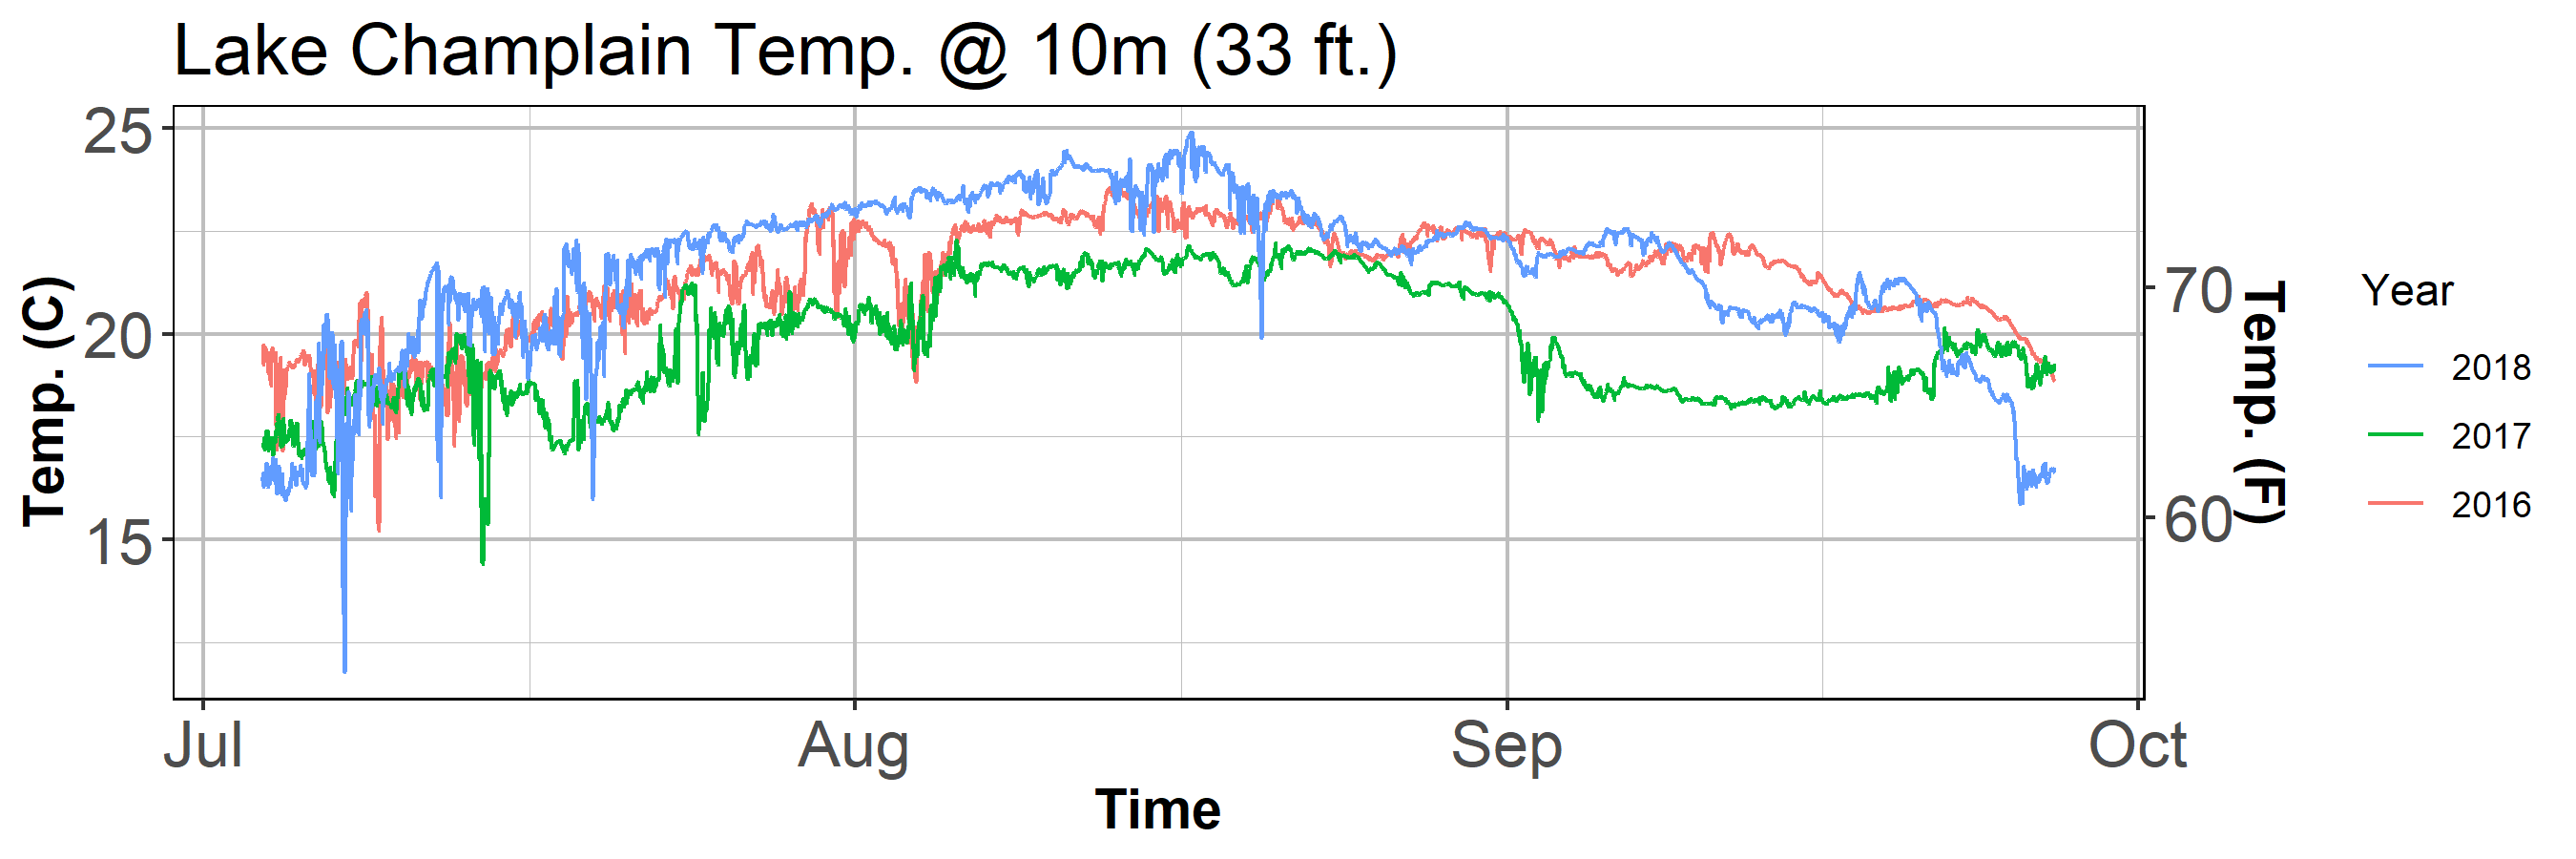 Lake Champlain Temp. @ 10m (33 ft.)
25
20
15
Temp. (C)
70
60
Temp. (F)
Jul
Aug
Sep
Oct
Time
Year
2018
2017
2016